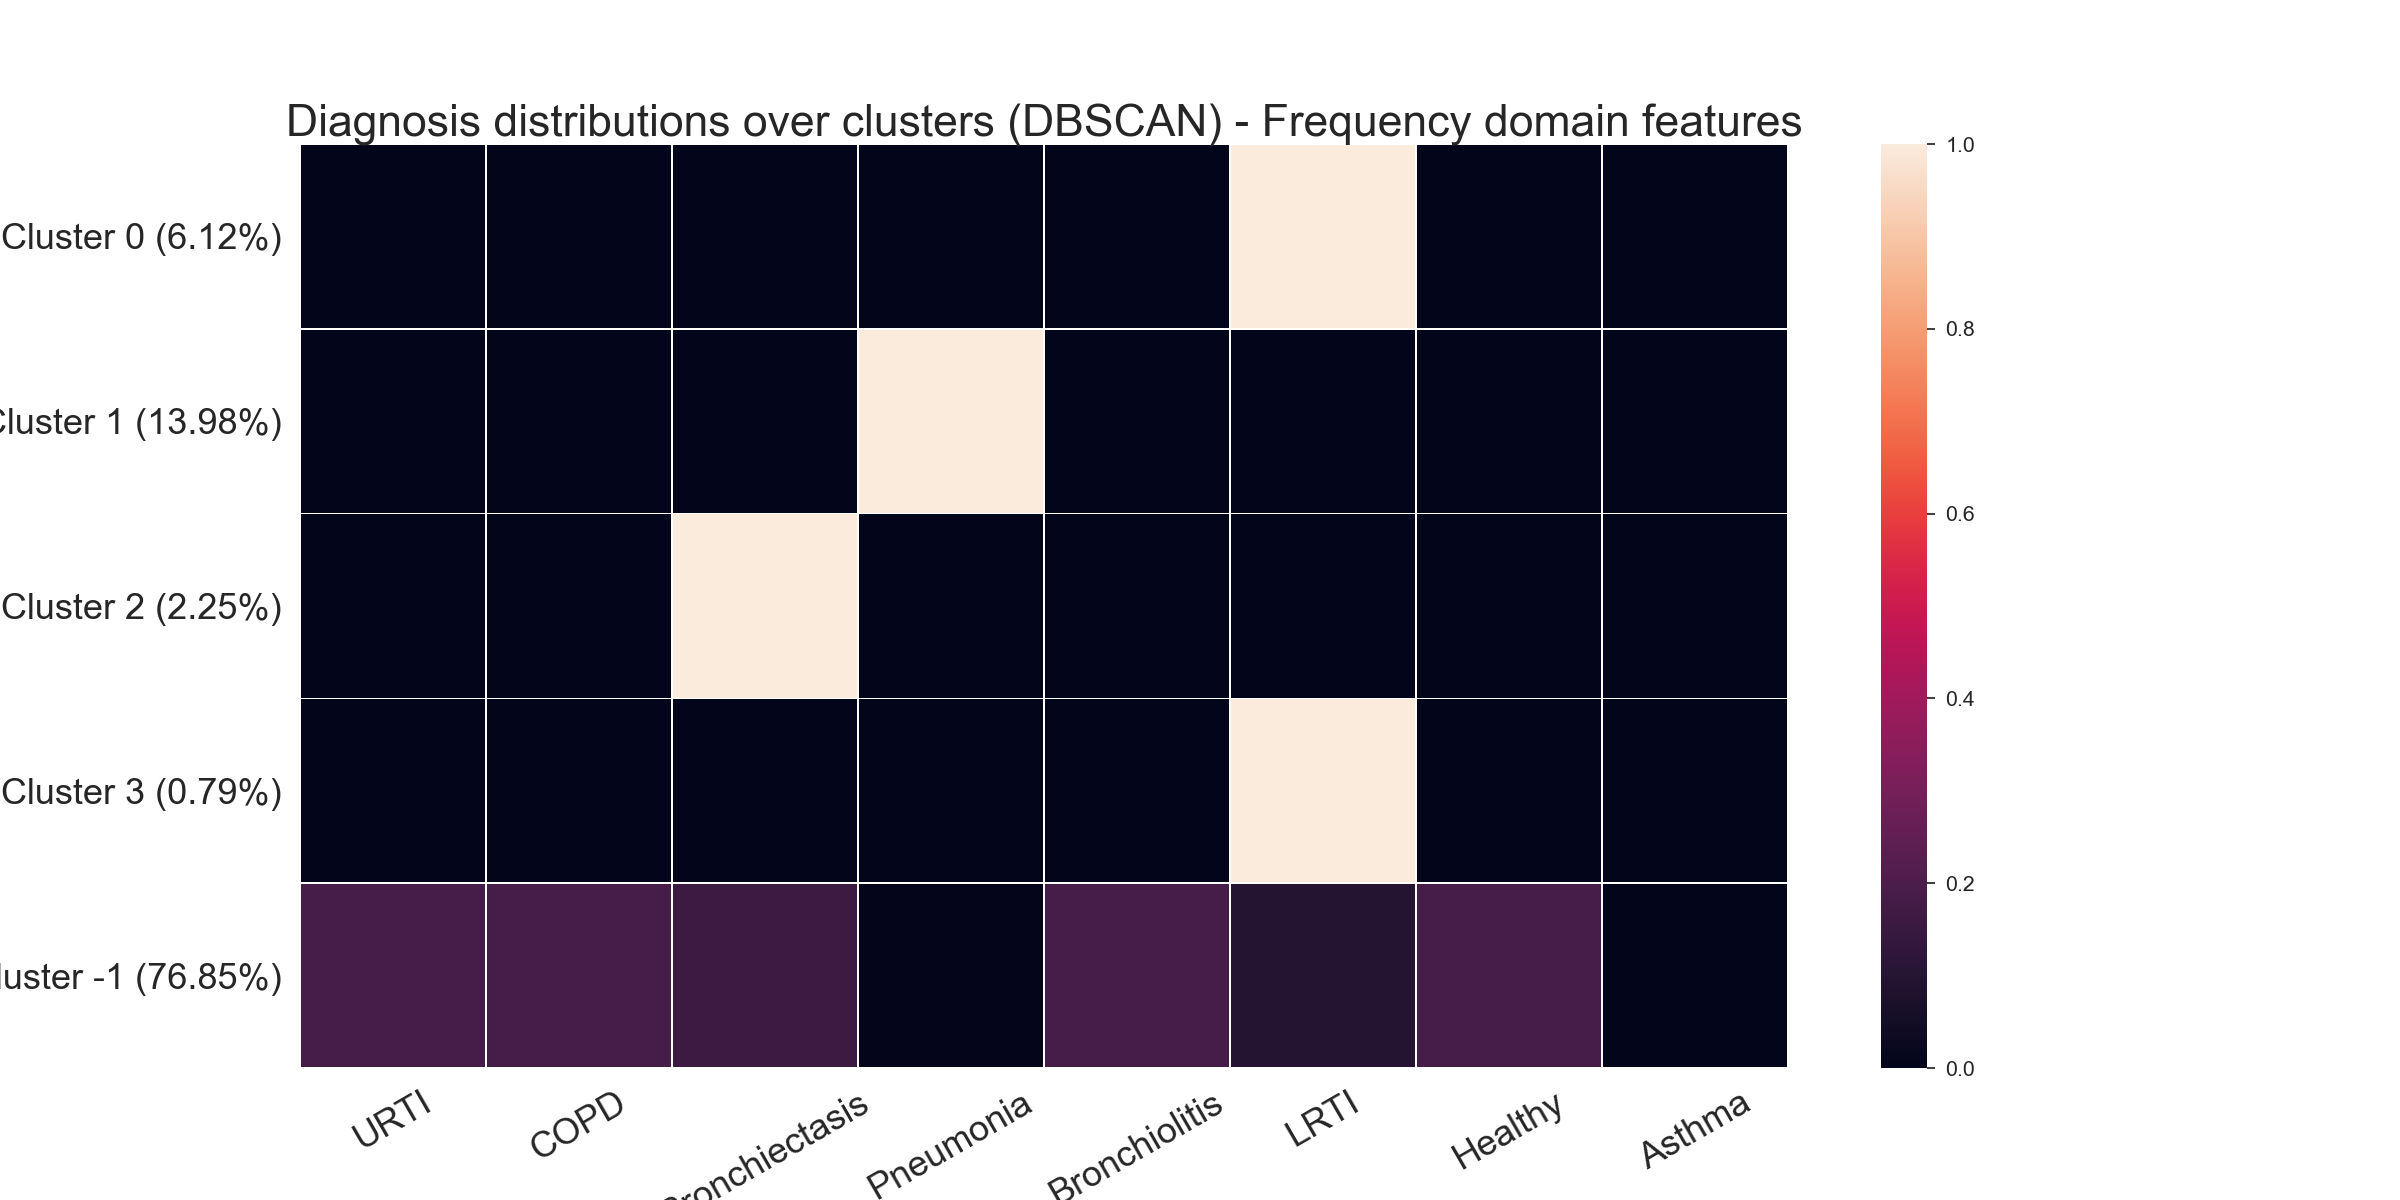 Diagnosis distributions over clusters (DBSCAN) - Frequency domain features
Cluster 0 (6.12%)
Cluster 1 (13.98%)
Cluster 2 (2.25%)
Cluster 3 (0.79%)
luster -1 (76.85%)
URTI
COPD
Bronchiectasis
Pneumonia
Bronchiolitis
LRTI
Healthy
Asthma
1.0
0.8
0.6
0.4
0.2
0.0